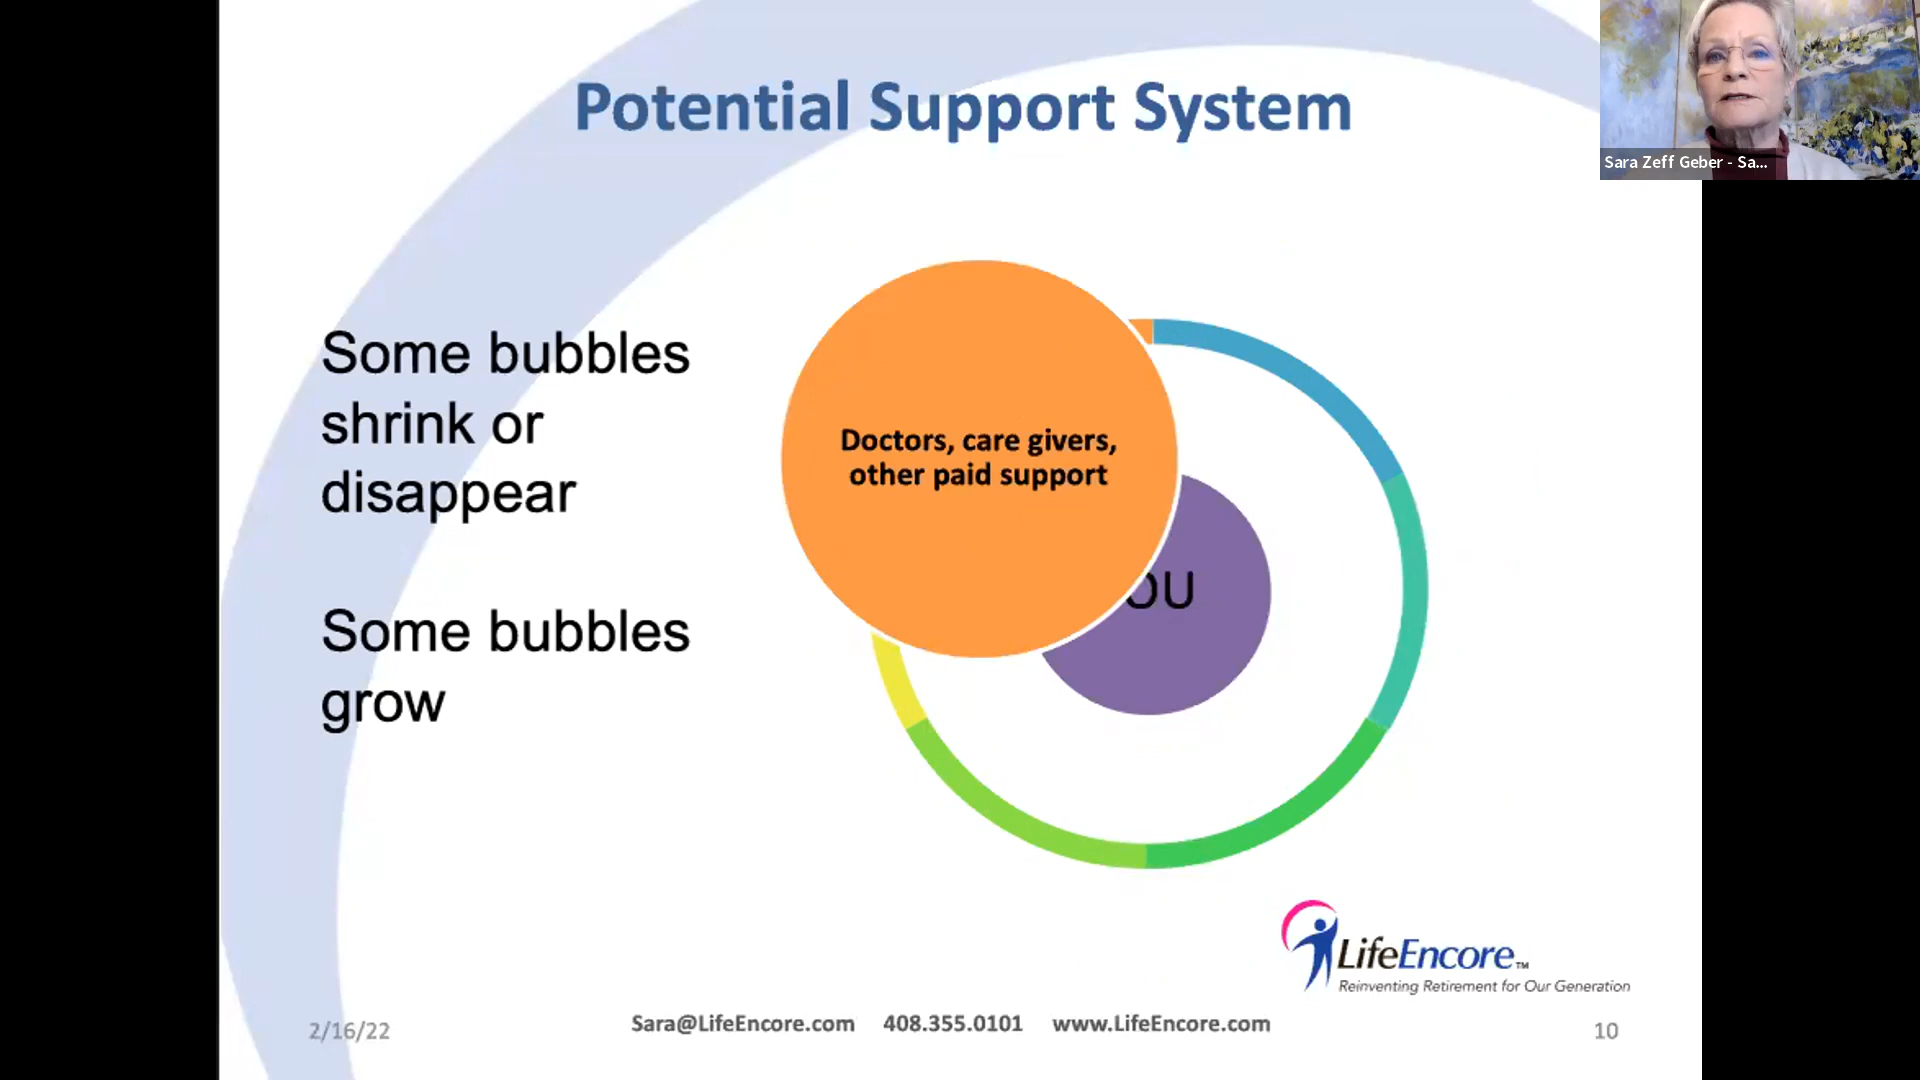 Potential Support System
Sara Zeff Geber - Sa...
Some bubbles
shrink or
disappear
Some bubbles
grow
Doctors, care givers,
other paid support
OU
LifeEncore™
Reinventing Retirement for Our Generation
2/16/22
Sara@LifeEncore.com 408.355.0101 www.LifeEncore.com
10